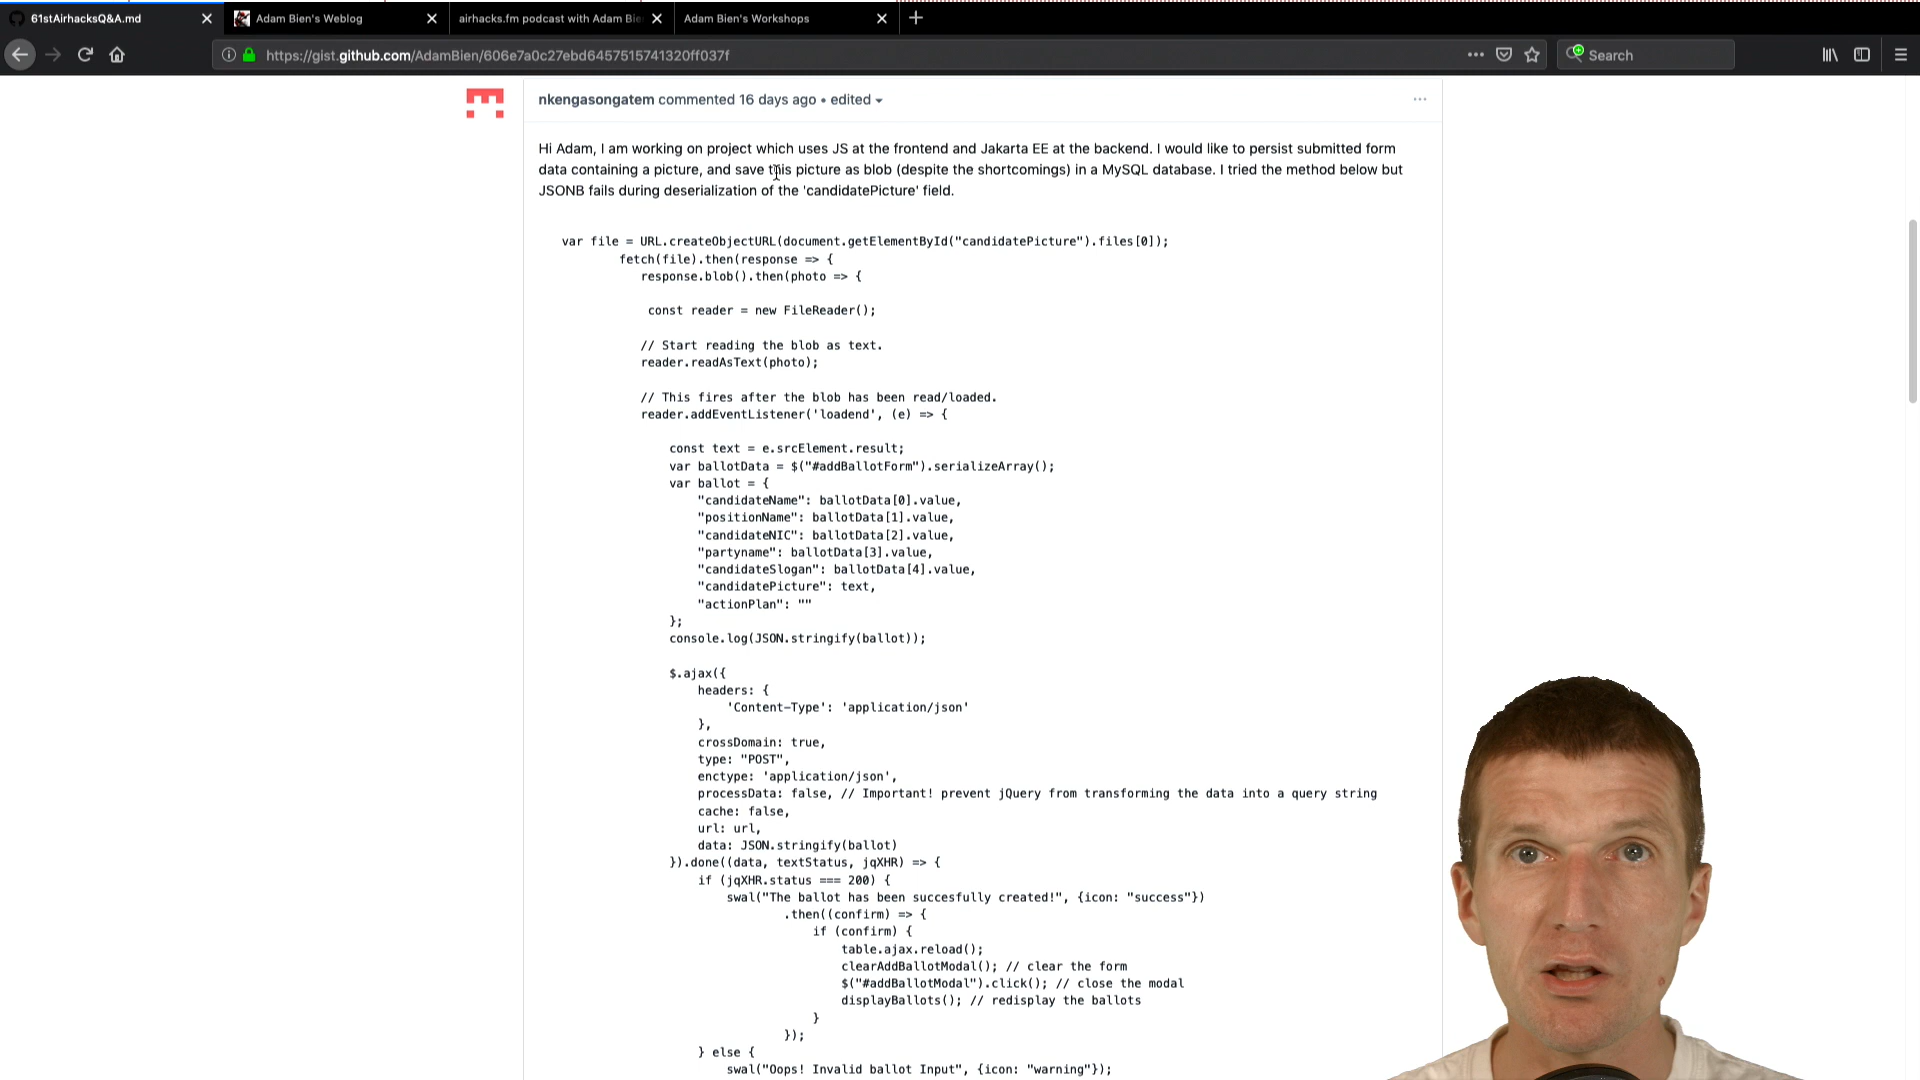 61stAirhacksQ&A.md
Adam Bien's Weblog
airhacks.fm podcast with Adam Bie
Adam Bien's Workshops
https://gist.github.com/AdamBien/606e7a0c27ebd6457515741320ff037f
Search
nkengasongatem commented 16 days ago • edited
Hi Adam, I am working on project which uses JS at the frontend and Jakarta EE at the backend. I would like to persist submitted form
data containing a picture, and save this picture as blob (despite the shortcomings) in a MySQL database. I tried the method below but
JSONB fails during deserialization of the 'candidatePicture' field.
var file = URL.createObjectURL(document.getElementById("candidatePicture").files[0]);
fetch(file).then(response => {
response.blob().then(photo => {
const reader = new FileReader();
// Start reading the blob as text.
reader.readAsText(photo);
// This fires after the blob has been read/loaded.
reader.addEventListener('loadend', (e) => {
const text = e.srcElement.result;
var ballotData = $("#addBallotForm").serializeArray();
var ballot = {
"candidateName": ballotData[0].value,
"positionName": ballotData[1].value,
"candidateNIC": ballotData[2].value,
"partyname": ballotData[3].value,
"candidateSlogan": ballotData[4].value,
"candidatePicture": text,
"actionPlan": ""
};
console.log(JSON.stringify(ballot));
$.ajax({
headers: {
'Content-Type': 'application/json'
},
crossDomain: true,
type: "POST",
enctype: 'application/json',
processData: false, // Important! prevent jQuery from transforming the data into a query string
cache: false,
url: url,
data: JSON.stringify(ballot)
}).done((data, textStatus, jqXHR) => {
if (jqXHR.status === 200) {
swal("The ballot has been succesfully created!", {icon: "success"})
.then((confirm) => {
if (confirm) {
table.ajax.reload();
clearAddBallotModal(); // clear the form
$("#addBallotModal").click(); // close the modal
displayBallots(); // redisplay the ballots
}
});
} else {
swal("Oops! Invalid ballot Input", {icon: "warning"});